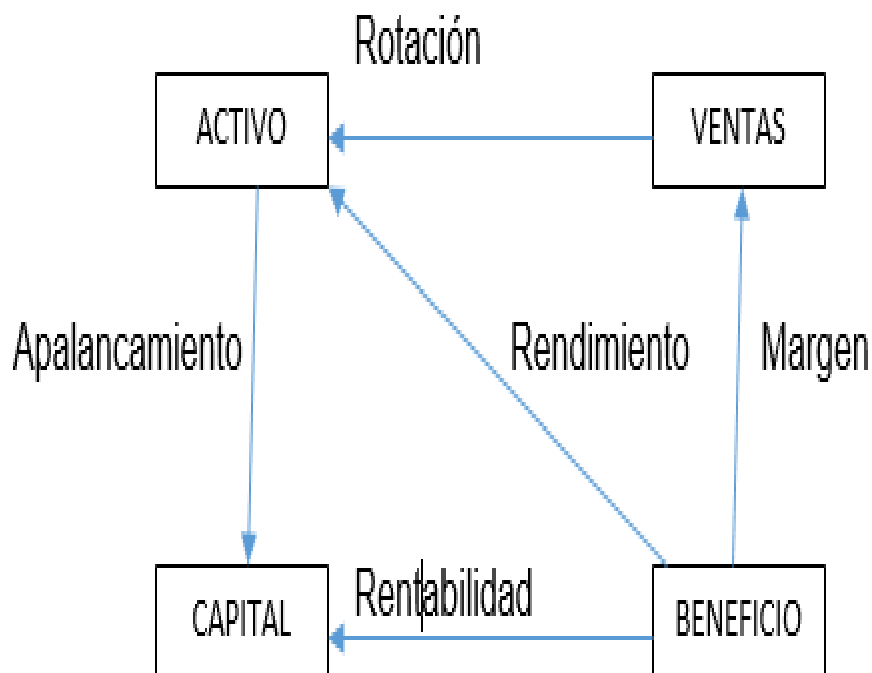 Rotación
ACTIVO
VENTAS
Apalancamiento
Rendimiento
Margen
CAPITAL
Rentabilidad
BENEFICIO